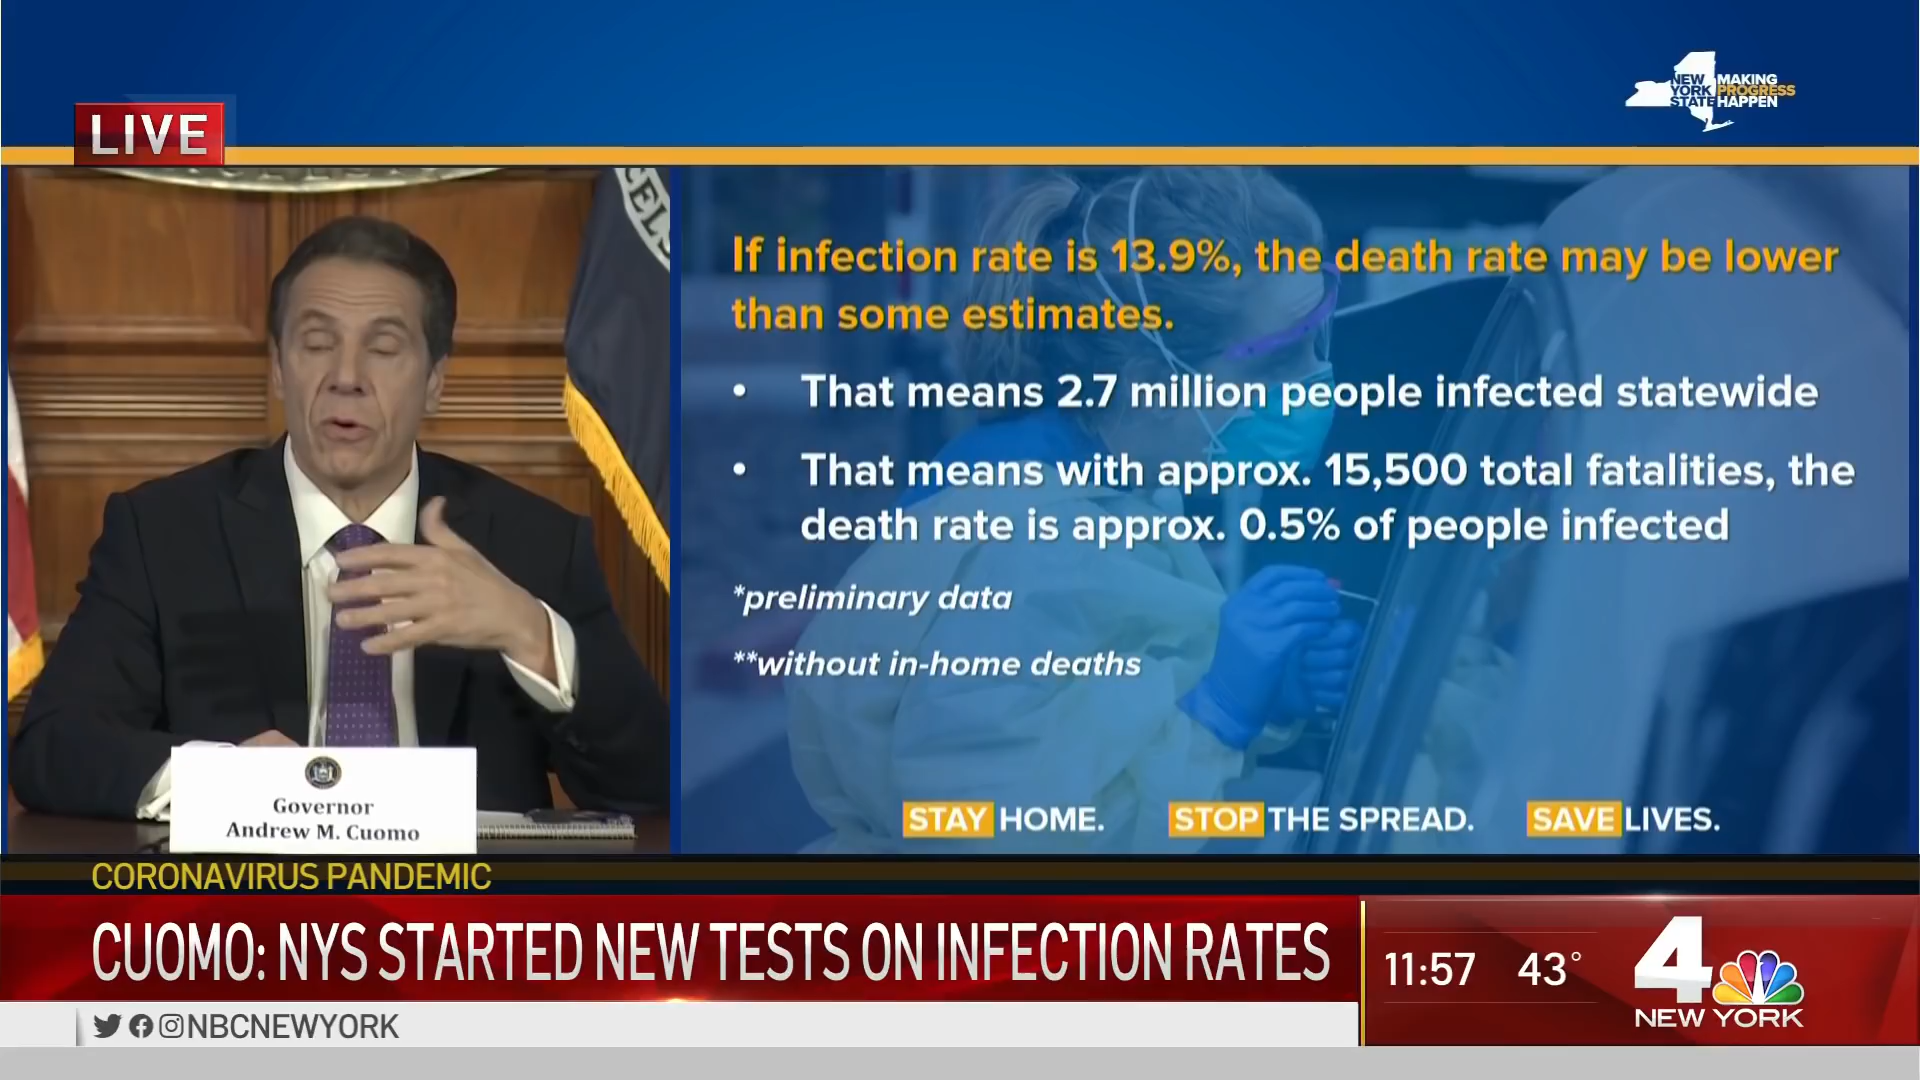 NEW
YORK
STATE
MAKING
PROGRESS
HAPPEN
LIVE
If infection rate is 13.9%, the death rate may be lower
than some estimates.
• That means 2.7 million people infected statewide
• That means with approx. 15,500 total fatalities, the
death rate is approx. 0.5% of people infected
*preliminary data
**without in-home deaths
STAY HOME. STOP THE SPREAD. SAVE LIVES.
Governor
Andrew M. Cuomo
CORONAVIRUS PANDEMIC
CUOMO: NYS STARTED NEW TESTS ON INFECTION RATES
11:57 43°
4
NEW YORK
NBCNEWYORK